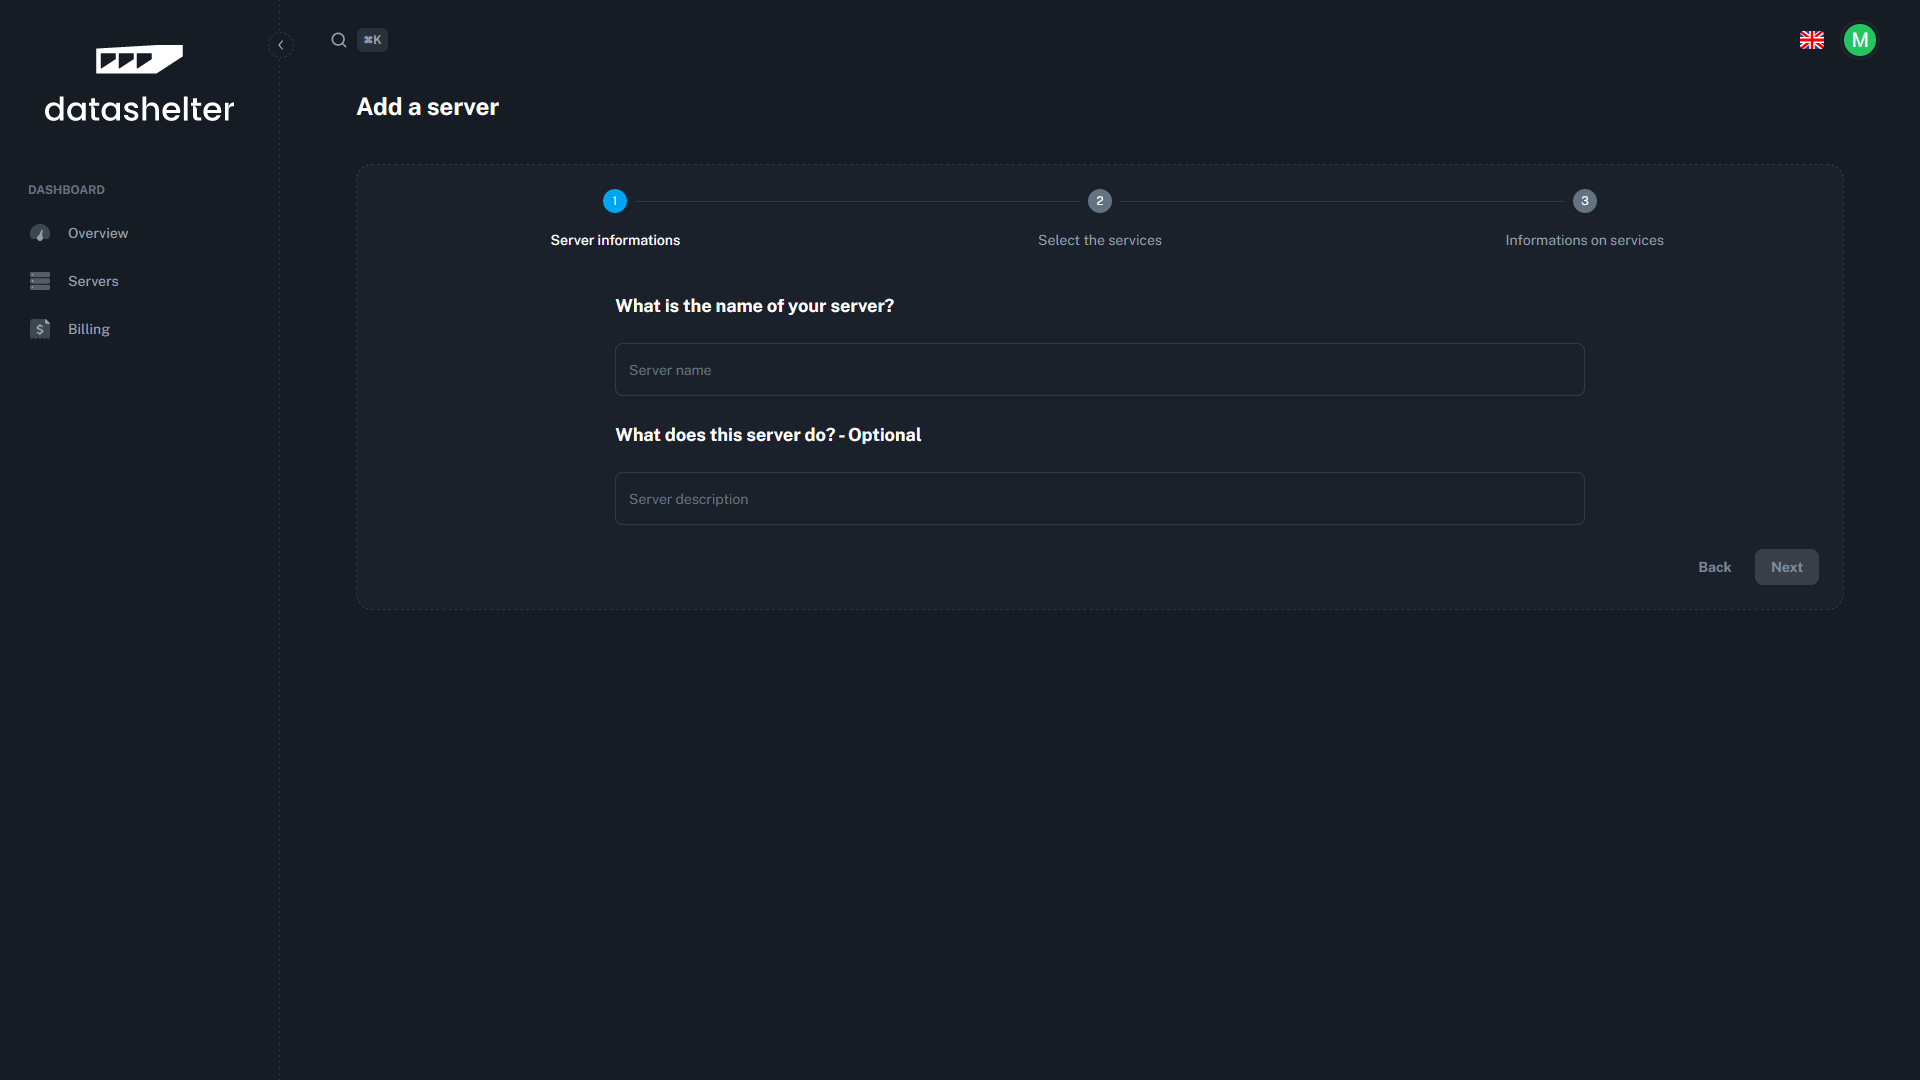 datashelter
⌘K
M
Add a server
DASHBOARD
Overview
Servers
Billing
1
2
3
Server informations
Select the services
Informations on services
What is the name of your server?
Server name
What does this server do? - Optional
Server description
Back
Next